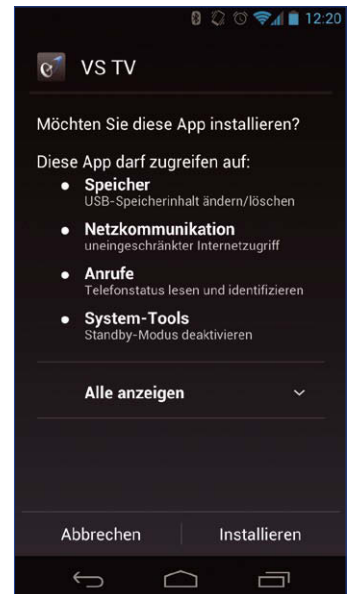 12:20
VS TV
Möchten Sie diese App installieren?
Diese App darf zugreifen auf:
Speicher
USB-Speicherinhalt ändern/löschen
Netzkommunikation
uneingeschränkter Internetzugriff
Anrufe
Telefonstatus lesen und identifizieren
System-Tools
Standby-Modus deaktivieren
Alle anzeigen
Abbrechen Installieren